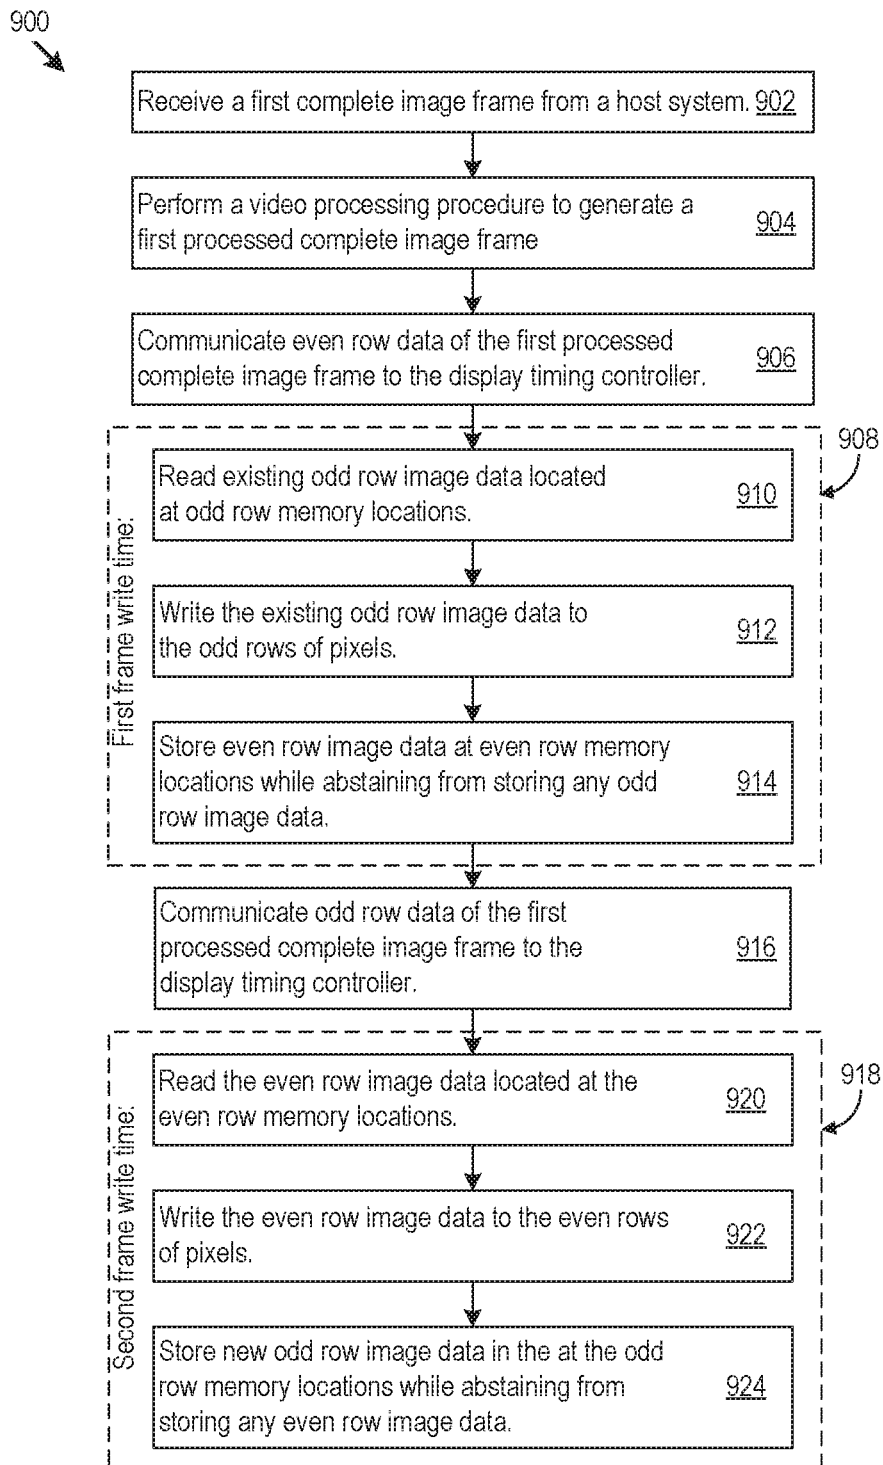 900
Receive a first complete image frame from a host system. 902
Perform a video processing procedure to generate a
first processed complete image frame
904
Communicate even row data of the first processed
complete image frame to the display timing controller.
906
908
First frame write time:
Read existing odd row image data located
at odd row memory locations.
910
Write the existing odd row image data to
the odd rows of pixels.
912
Store even row image data at even row memory
locations while abstaining from storing any odd
row image data.
914
Communicate odd row data of the first
processed complete image frame to the
display timing controller.
916
918
Second frame write time:
Read the even row image data located at the
even row memory locations.
920
Write the even row image data to the even rows
of pixels.
922
Store new odd row image data in the at the odd
row memory locations while abstaining from
storing any even row image data.
924